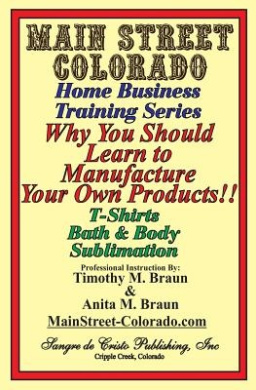 MAIN STREET
COLORADO
Home Business
Training Series
Why You Should
Learn to
Manufacture
Your Own Products!!
T-Shirts
Bath & Body
Sublimation
Professional Instruction By:
Timothy M. Braun
&
Anita M. Braun
MainStreet-Colorado.com
Sangre de Cristo Publishing, Inc
Cripple Creek, Colorado